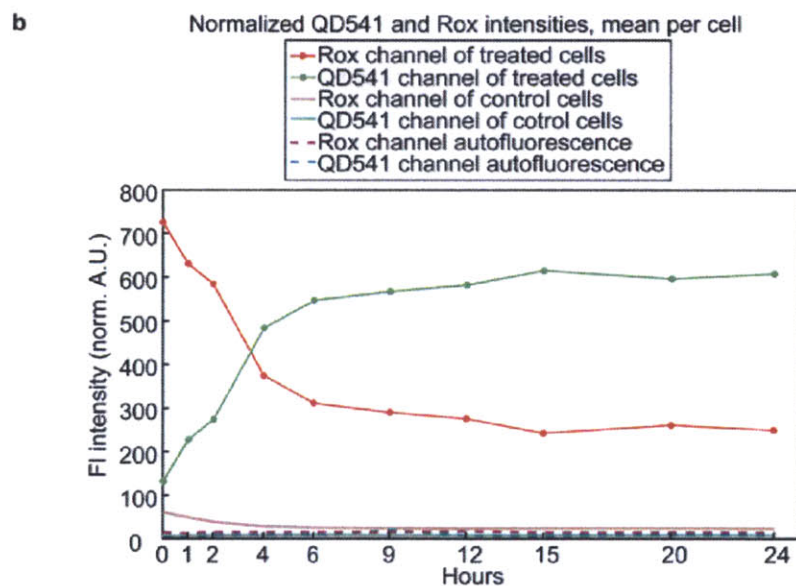 b
Normalized QD541 and Rox intensities, mean per cell
Rox channel of treated cells
QD541 channel of treated cells
Rox channel of control cells
QD541 channel of cotrol cells
Rox channel autofluorescence
QD541 channel autofluorescence
FI intensity (norm. A.U.)
800
700
600
500
400
300
200
100
0
0 1 2 4 6 9 12 15 20 24
Hours